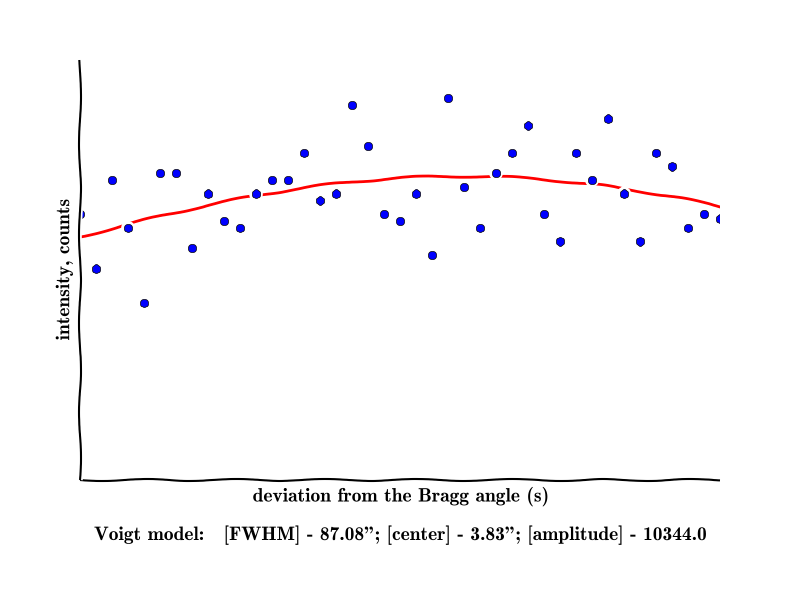 intensity, counts
deviation from the Bragg angle (s)
Voigt model: [FWHM] - 87.08”; [center] - 3.83”; [amplitude] - 10344.0